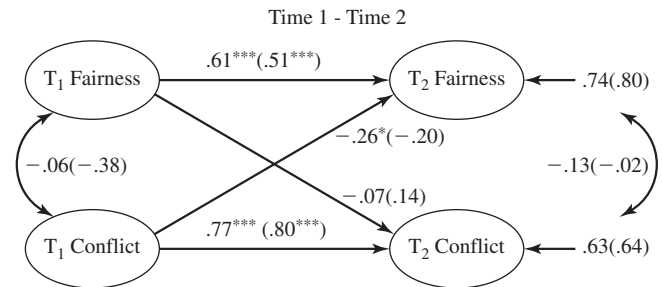 Time 1 - Time 2
.61***(.51***)
T₁ Fairness
T₂ Fairness
.74(.80)
−.26*(−.20)
−.06(−.38)
−.13(−.02)
−.07(.14)
.77*** (.80***)
T₁ Conflict
T₂ Conflict
.63(.64)